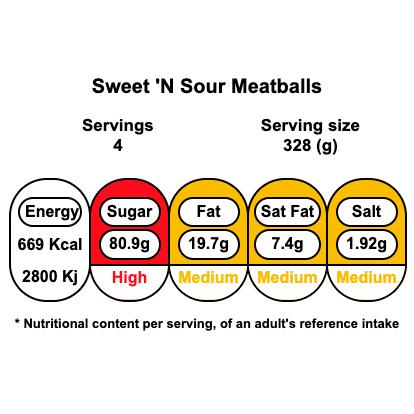 Sweet 'N Sour Meatballs
Servings
4
Serving size
328 (g)
Energy
669 Kcal
2800 Kj
Sugar
80.9g
High
Fat
19.7g
Medium
Sat Fat
7.4g
Medium
Salt
1.92g
Medium
* Nutritional content per serving, of an adult's reference intake